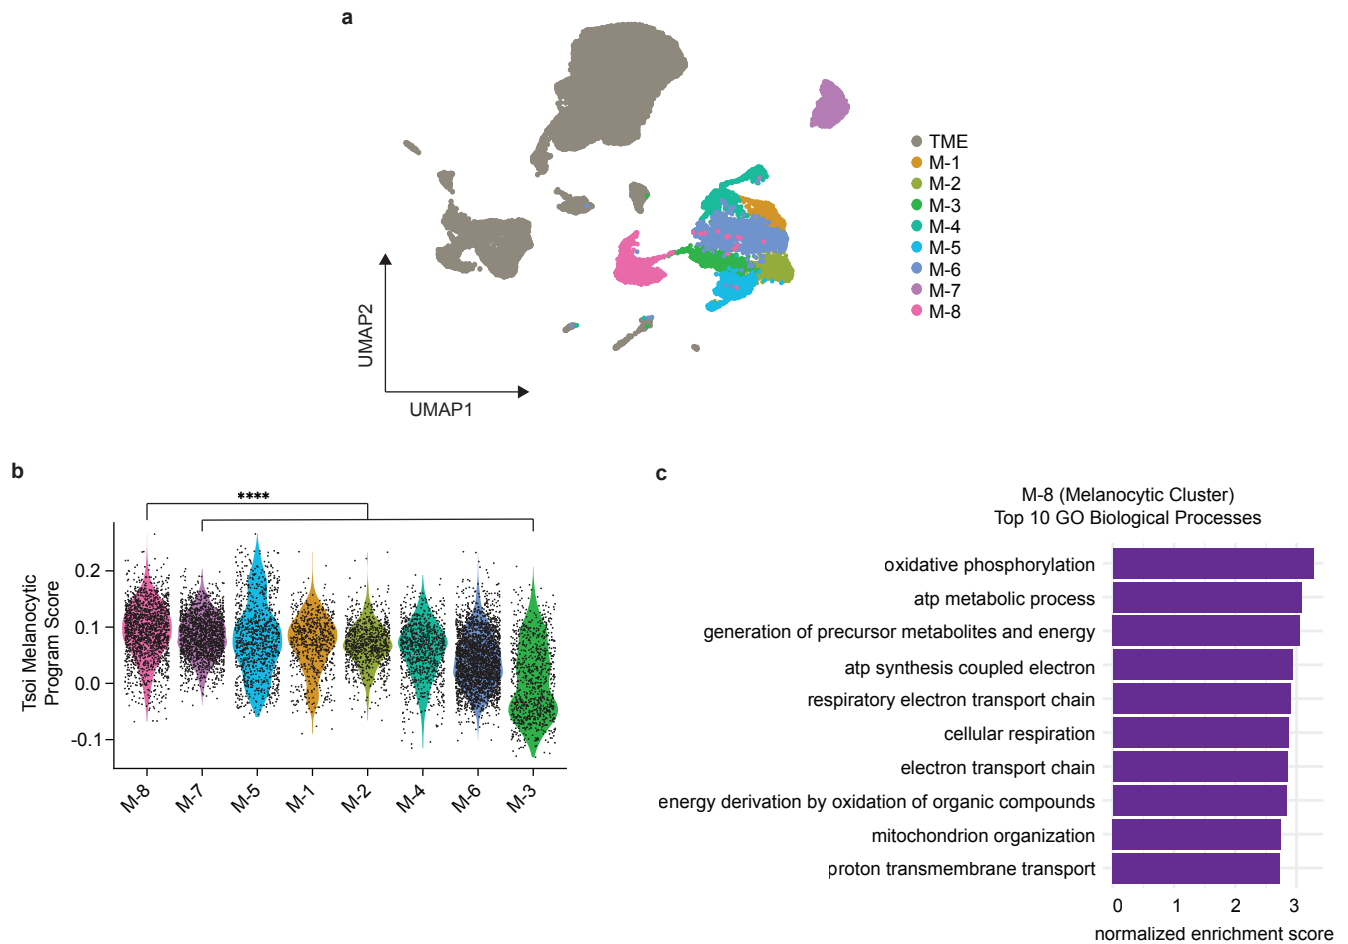 a
TME
M-1
M-2
M-3
M-4
M-5
M-6
M-7
M-8
UMAP2
UMAP1
b
****
Tsoi Melanocytic
Program Score
0.2
0.1
0.0
-0.1
M-8
M-7
M-5
M-1
M-2
M-4
M-6
M-3
c
M-8 (Melanocytic Cluster)
Top 10 GO Biological Processes
oxidative phosphorylation
atp metabolic process
generation of precursor metabolites and energy
atp synthesis coupled electron
respiratory electron transport chain
cellular respiration
electron transport chain
energy derivation by oxidation of organic compounds
mitochondrion organization
proton transmembrane transport
0 1 2 3
normalized enrichment score